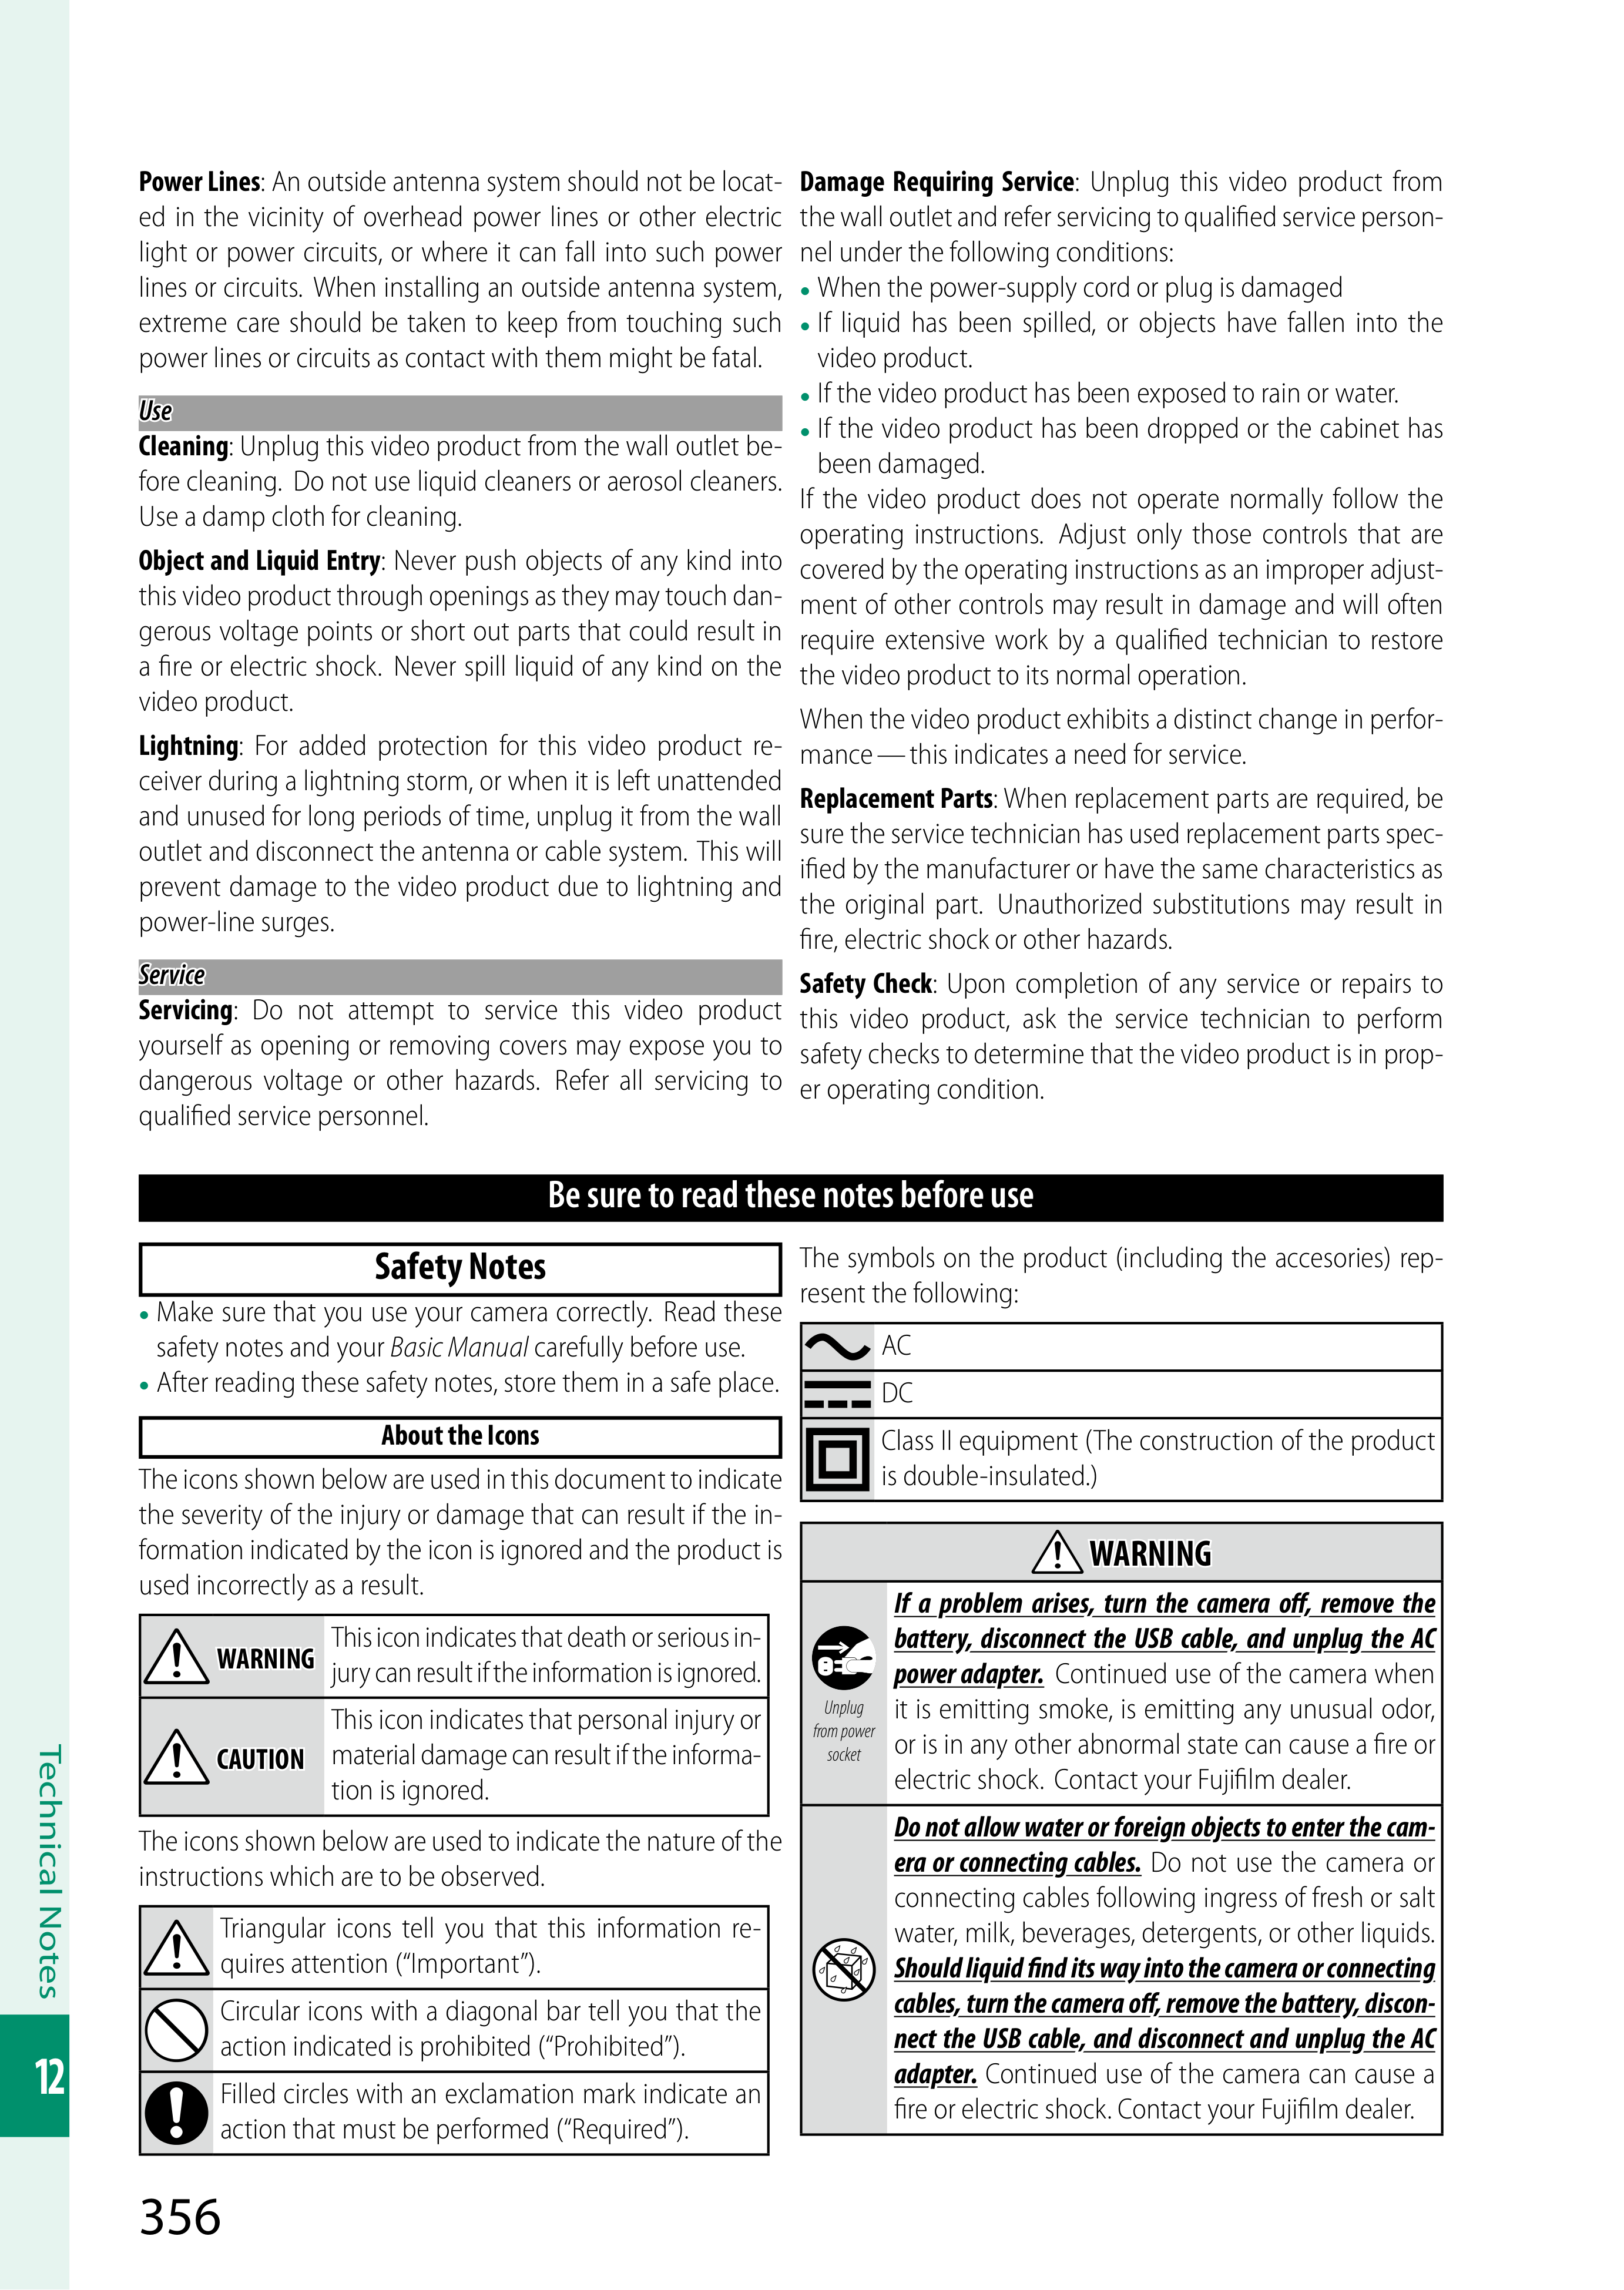 Power Lines: An outside antenna system should not be locat-
ed in the vicinity of overhead power lines or other electric
light or power circuits, or where it can fall into such power
lines or circuits. When installing an outside antenna system,
extreme care should be taken to keep from touching such
power lines or circuits as contact with them might be fatal.
Use
Cleaning: Unplug this video product from the wall outlet be-
fore cleaning. Do not use liquid cleaners or aerosol cleaners.
Use a damp cloth for cleaning.
Object and Liquid Entry: Never push objects of any kind into
this video product through openings as they may touch dan-
gerous voltage points or short out parts that could result in
a fire or electric shock. Never spill liquid of any kind on the
video product.
Lightning: For added protection for this video product re-
ceiver during a lightning storm, or when it is left unattended
and unused for long periods of time, unplug it from the wall
outlet and disconnect the antenna or cable system. This will
prevent damage to the video product due to lightning and
power-line surges.
Service
Servicing: Do not attempt to service this video product
yourself as opening or removing covers may expose you to
dangerous voltage or other hazards. Refer all servicing to
qualified service personnel.
Damage Requiring Service: Unplug this video product from
the wall outlet and refer servicing to qualified service person-
nel under the following conditions:
• When the power-supply cord or plug is damaged
• If liquid has been spilled, or objects have fallen into the
video product.
• If the video product has been exposed to rain or water.
• If the video product has been dropped or the cabinet has
been damaged.
If the video product does not operate normally follow the
operating instructions. Adjust only those controls that are
covered by the operating instructions as an improper adjust-
ment of other controls may result in damage and will often
require extensive work by a qualified technician to restore
the video product to its normal operation.
When the video product exhibits a distinct change in perfor-
mance — this indicates a need for service.
Replacement Parts: When replacement parts are required, be
sure the service technician has used replacement parts spec-
ified by the manufacturer or have the same characteristics as
the original part. Unauthorized substitutions may result in
fire, electric shock or other hazards.
Safety Check: Upon completion of any service or repairs to
this video product, ask the service technician to perform
safety checks to determine that the video product is in prop-
er operating condition.
Be sure to read these notes before use
Safety Notes
• Make sure that you use your camera correctly. Read these
safety notes and your Basic Manual carefully before use.
• After reading these safety notes, store them in a safe place.
About the Icons
The icons shown below are used in this document to indicate
the severity of the injury or damage that can result if the in-
formation indicated by the icon is ignored and the product is
used incorrectly as a result.
WARNING
This icon indicates that death or serious in-
jury can result if the information is ignored.
CAUTION
This icon indicates that personal injury or
material damage can result if the informa-
tion is ignored.
The icons shown below are used to indicate the nature of the
instructions which are to be observed.
Triangular icons tell you that this information re-
quires attention (“Important”).
Circular icons with a diagonal bar tell you that the
action indicated is prohibited (“Prohibited”).
Filled circles with an exclamation mark indicate an
action that must be performed (“Required”).
The symbols on the product (including the accesories) rep-
resent the following:
AC
DC
Class II equipment (The construction of the product
is double-insulated.)
WARNING
Unplug
from power
socket
If a problem arises, turn the camera off, remove the
battery, disconnect the USB cable, and unplug the AC
power adapter. Continued use of the camera when
it is emitting smoke, is emitting any unusual odor,
or is in any other abnormal state can cause a fire or
electric shock. Contact your Fujifilm dealer.
Do not allow water or foreign objects to enter the cam-
era or connecting cables. Do not use the camera or
connecting cables following ingress of fresh or salt
water, milk, beverages, detergents, or other liquids.
Should liquid find its way into the camera or connecting
cables, turn the camera off, remove the battery, discon-
nect the USB cable, and disconnect and unplug the AC
adapter. Continued use of the camera can cause a
fire or electric shock. Contact your Fujifilm dealer.
Technical Notes
12
356